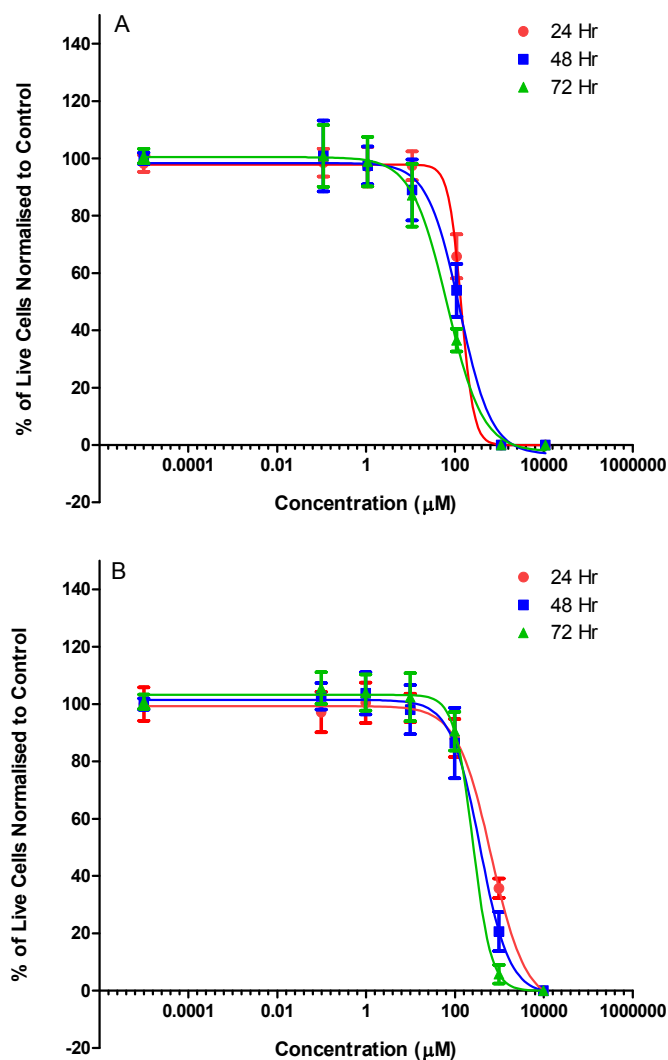 A
24 Hr
48 Hr
72 Hr
140
120
100
80
60
40
20
0
-20
% of Live Cells Normalised to Control
0.0001
0.01
1
100
10000
1000000
Concentration (μM)
B
24 Hr
48 Hr
72 Hr
140
120
100
80
60
40
20
0
-20
% of Live Cells Normalised to Control
0.0001
0.01
1
100
10000
1000000
Concentration (μM)